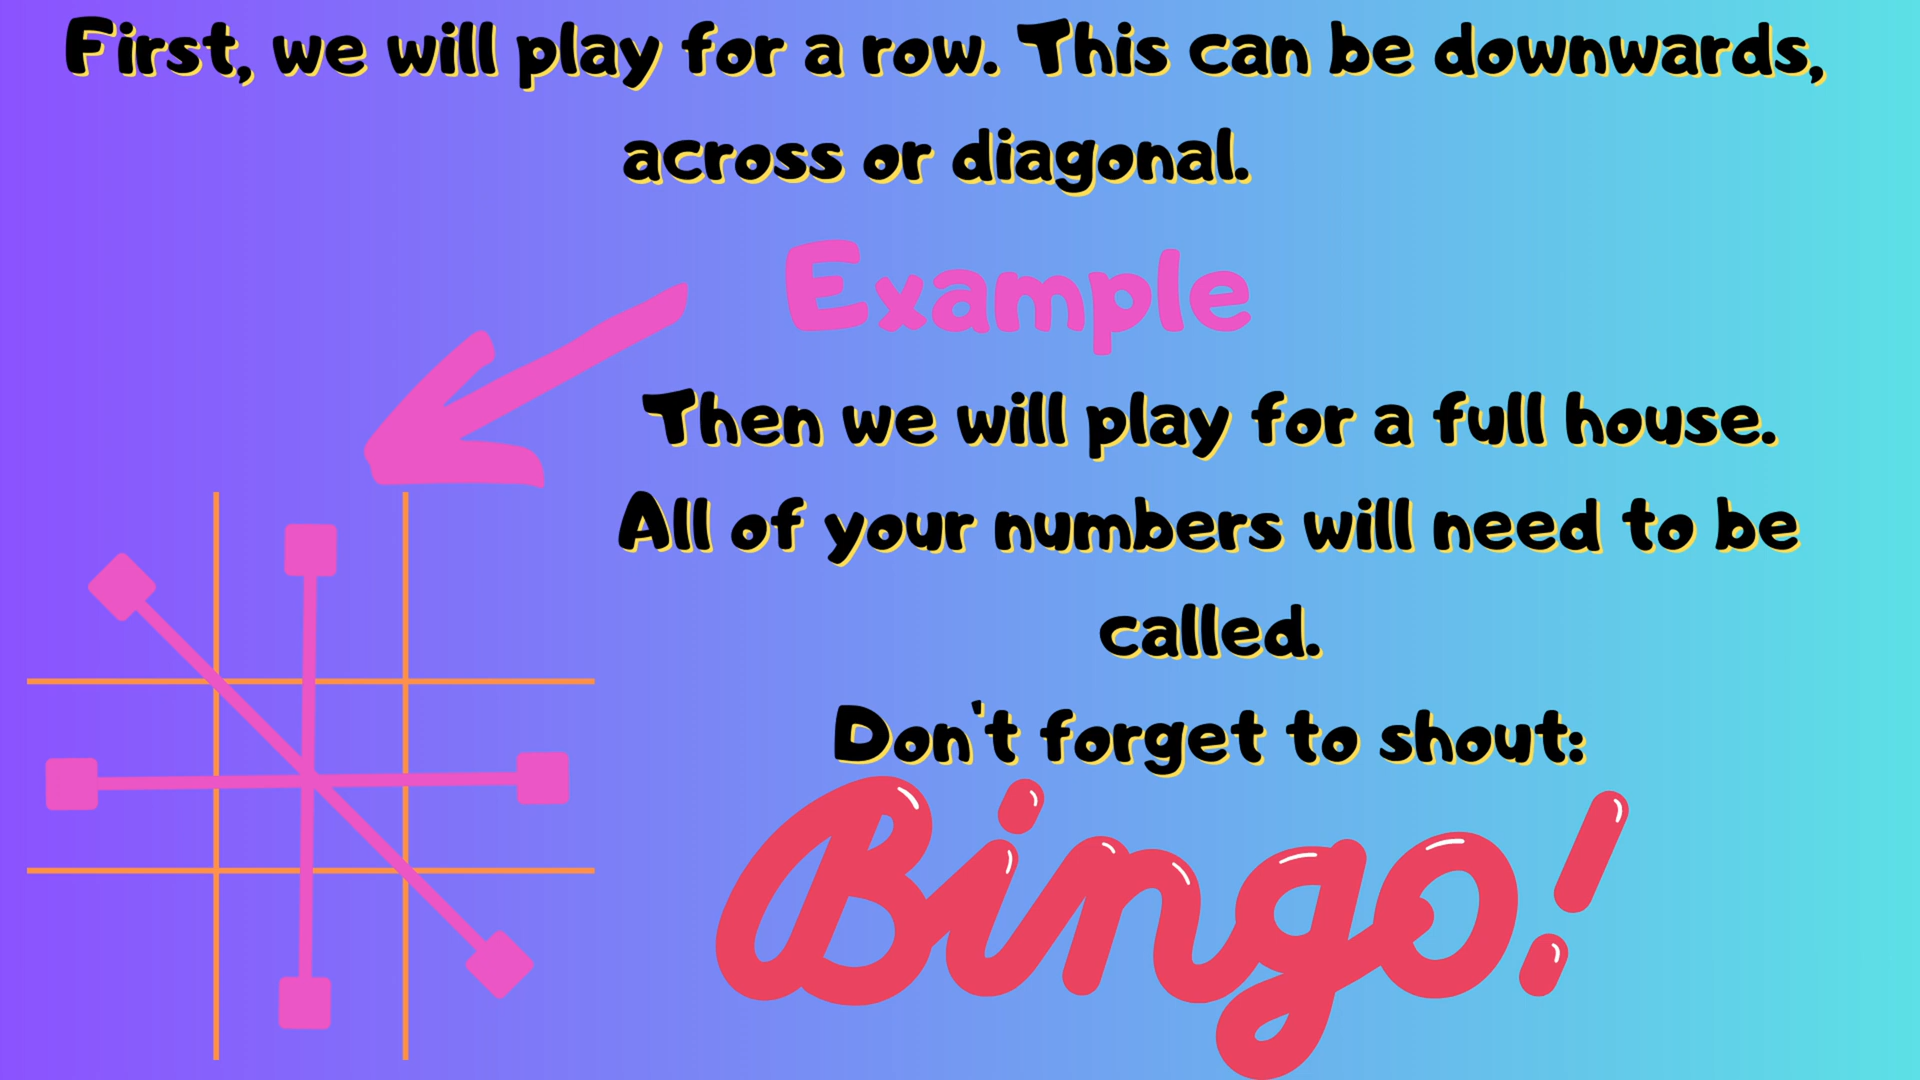 First, we will play for a row. This can be downwards,
across or diagonal.
Example
Then we will play for a full house.
All of your numbers will need to be
called.
Don't forget to shout:
Bingo!